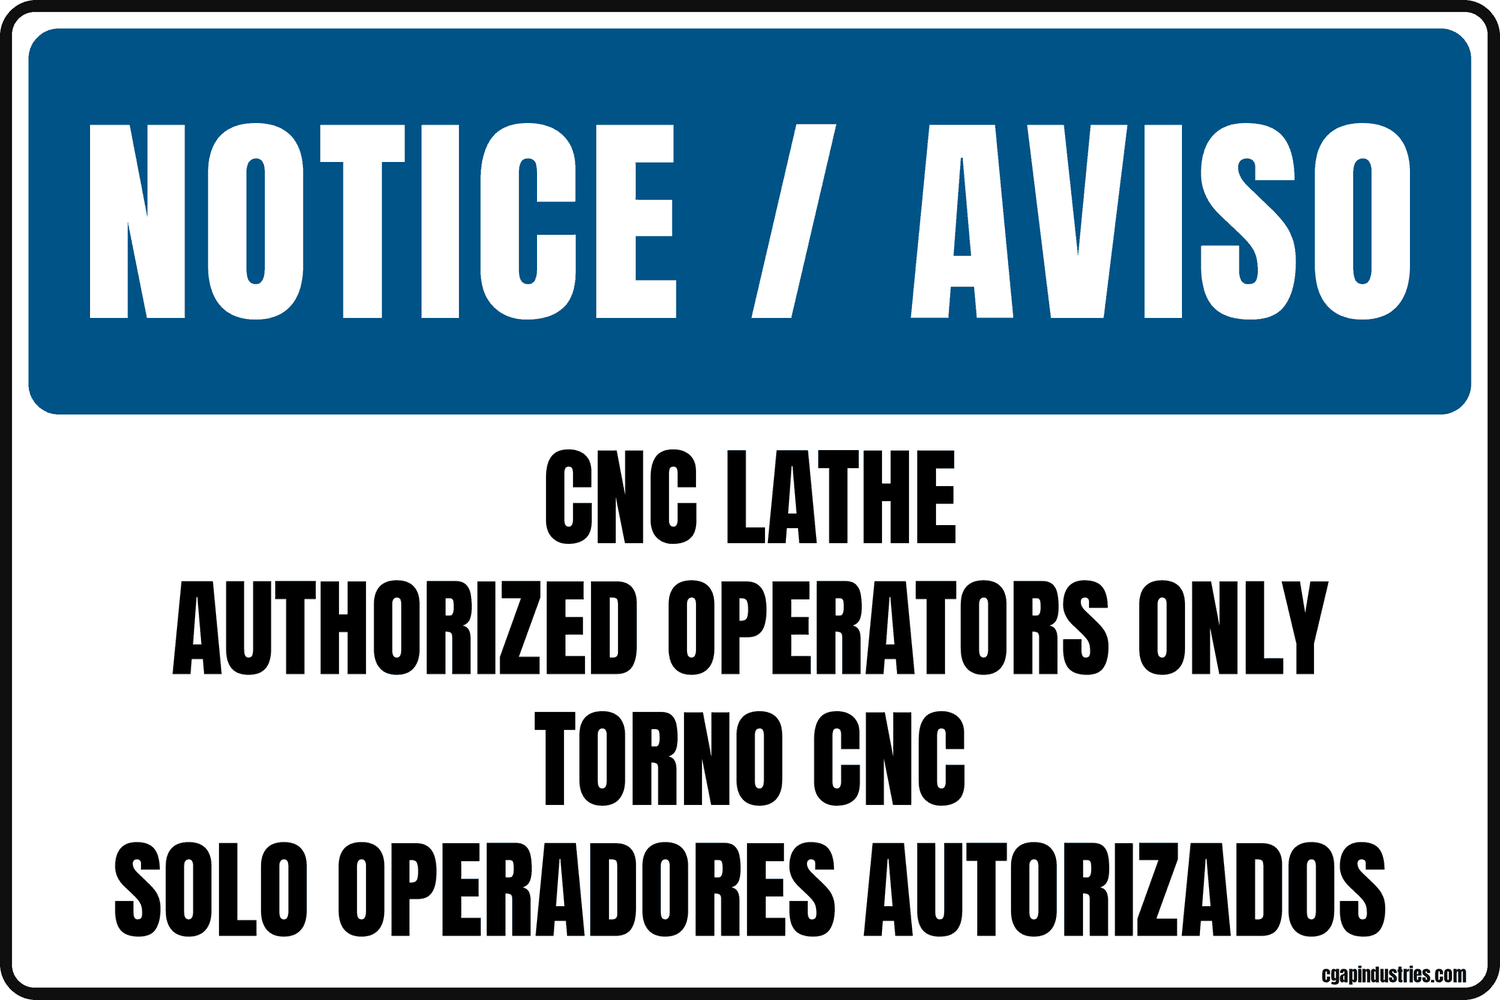 NOTICE / AVISO
CNC LATHE
AUTHORIZED OPERATORS ONLY
TORNO CNC
SOLO OPERADORES AUTORIZADOS
cgapindustries.com